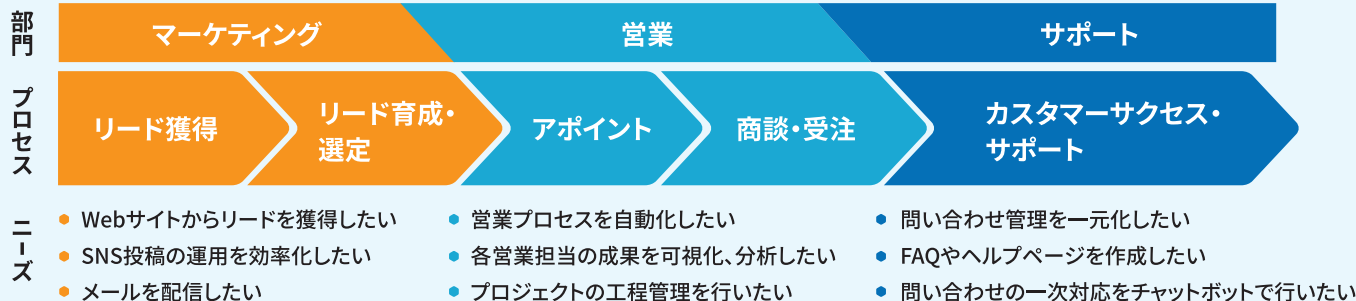 部門
マーケティング
営業
サポート
プロセス
リード獲得
リード育成・
選定
アポイント
商談・受注
カスタマーサクセス・
サポート
ニーズ
Webサイトからリードを獲得したい
SNS投稿の運用を効率化したい
メールを配信したい
営業プロセスを自動化したい
各営業担当の成果を可視化、分析したい
プロジェクトの工程管理を行いたい
問い合わせ管理を一元化したい
FAQやヘルプページを作成したい
問い合わせの一次対応をチャットボットで行いたい